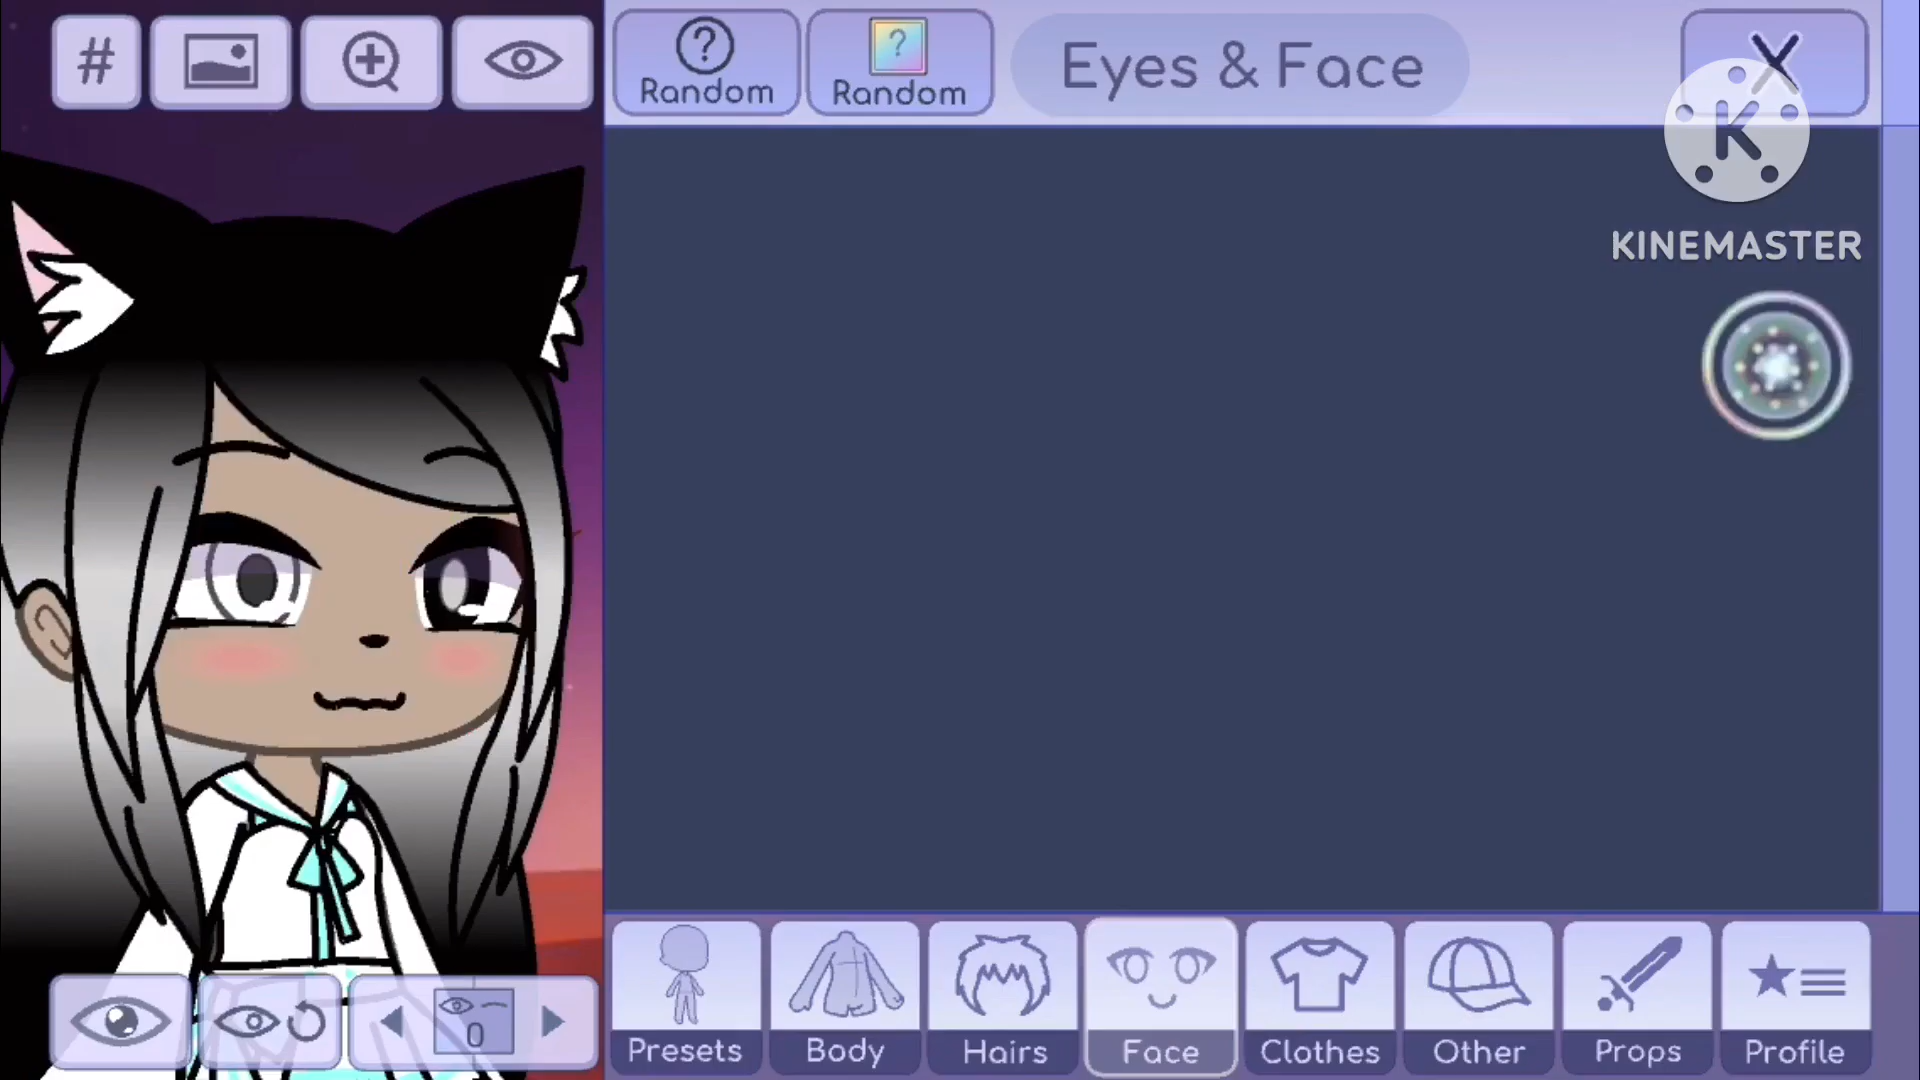 #
?
Random
?
Random
Eyes & Face
X
K
KINEMASTER
0
Presets
Body
Hairs
Face
Clothes
Other
Props
Profile